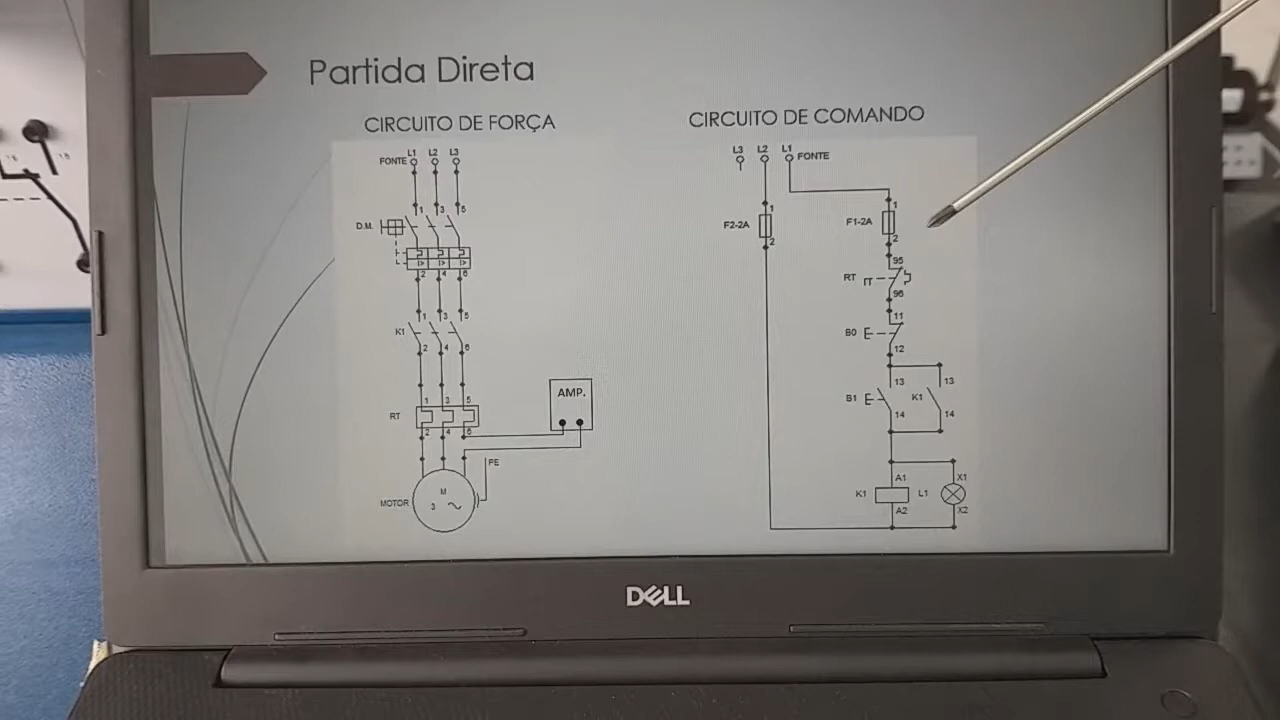 Partida Direta
CIRCUITO DE FORÇA
L1 L2 L3
FONTE
1 3 5
D.M.
2 4 6
1 3 5
K1
2 4 6
AMP.
1 3 5
RT
2 4 6
PE
MOTOR
M
3
CIRCUITO DE COMANDO
L3 L2 L1
FONTE
1
F2-2A
2
1
F1-2A
2
95
RT
96
11
B0
12
13 13
B1 K1
14 14
A1 X1
K1 L1
A2 X2
DELL